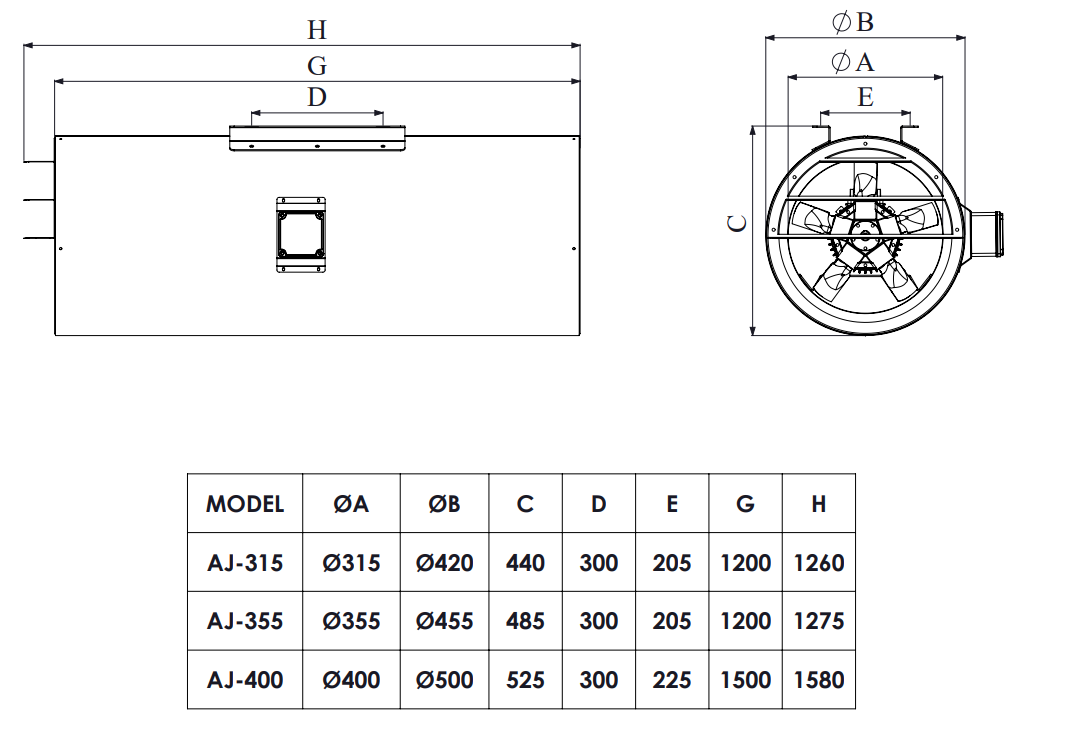 H
G
D
ØB
ØA
E
C
MODEL ØA ØB C D E G H
AJ-315 Ø315 Ø420 440 300 205 1200 1260
AJ-355 Ø355 Ø455 485 300 205 1200 1275
AJ-400 Ø400 Ø500 525 300 225 1500 1580